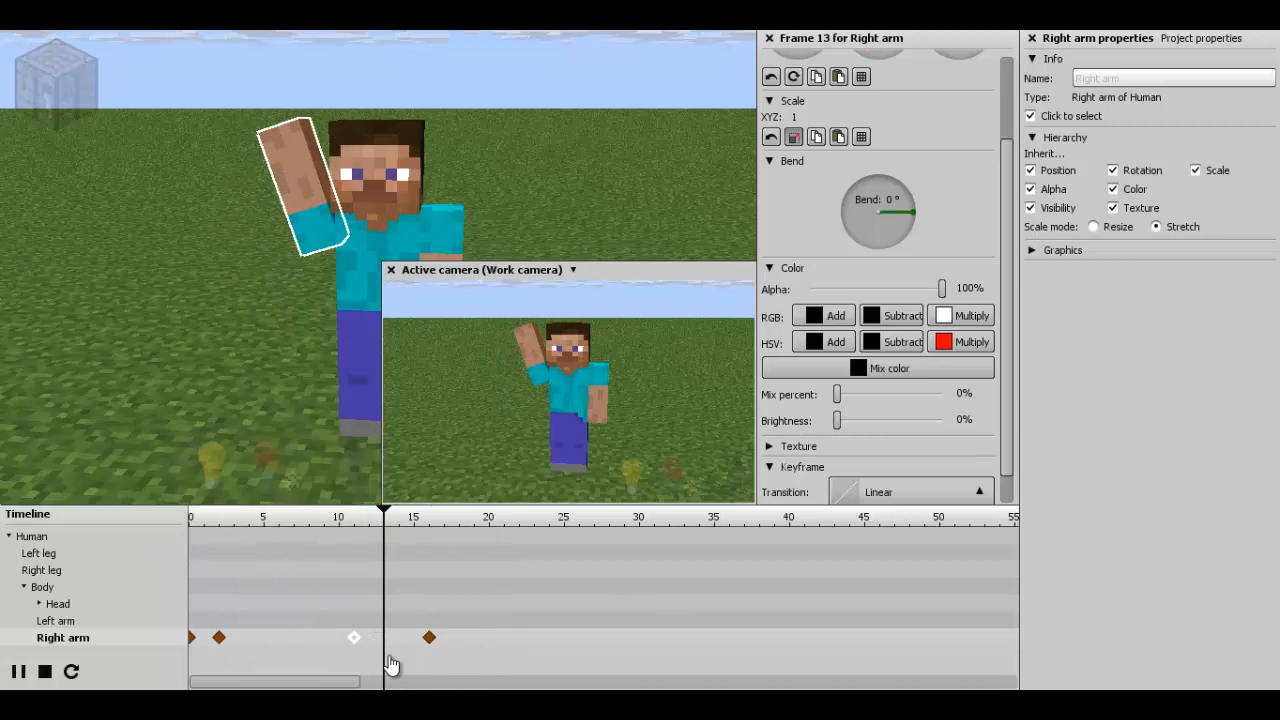 Frame 13 for Right arm
Scale
XYZ: 1
Bend
Bend: 0 °
Color
Alpha: 100%
RGB: Add Subtract Multiply
HSV: Add Subtract Multiply
Mix color
Mix percent: 0%
Brightness: 0%
Texture
Keyframe
Transition: Linear
Right arm properties Project properties
Info
Name: Right arm
Type: Right arm of Human
Click to select
Hierarchy
Inherit...
Position Rotation Scale
Alpha Color
Visibility Texture
Scale mode: Resize Stretch
Graphics
Active camera (Work camera)
Timeline
0 5 10 15 20 25 30 35 40 45 50 55
Human
Left leg
Right leg
Body
Head
Left arm
Right arm